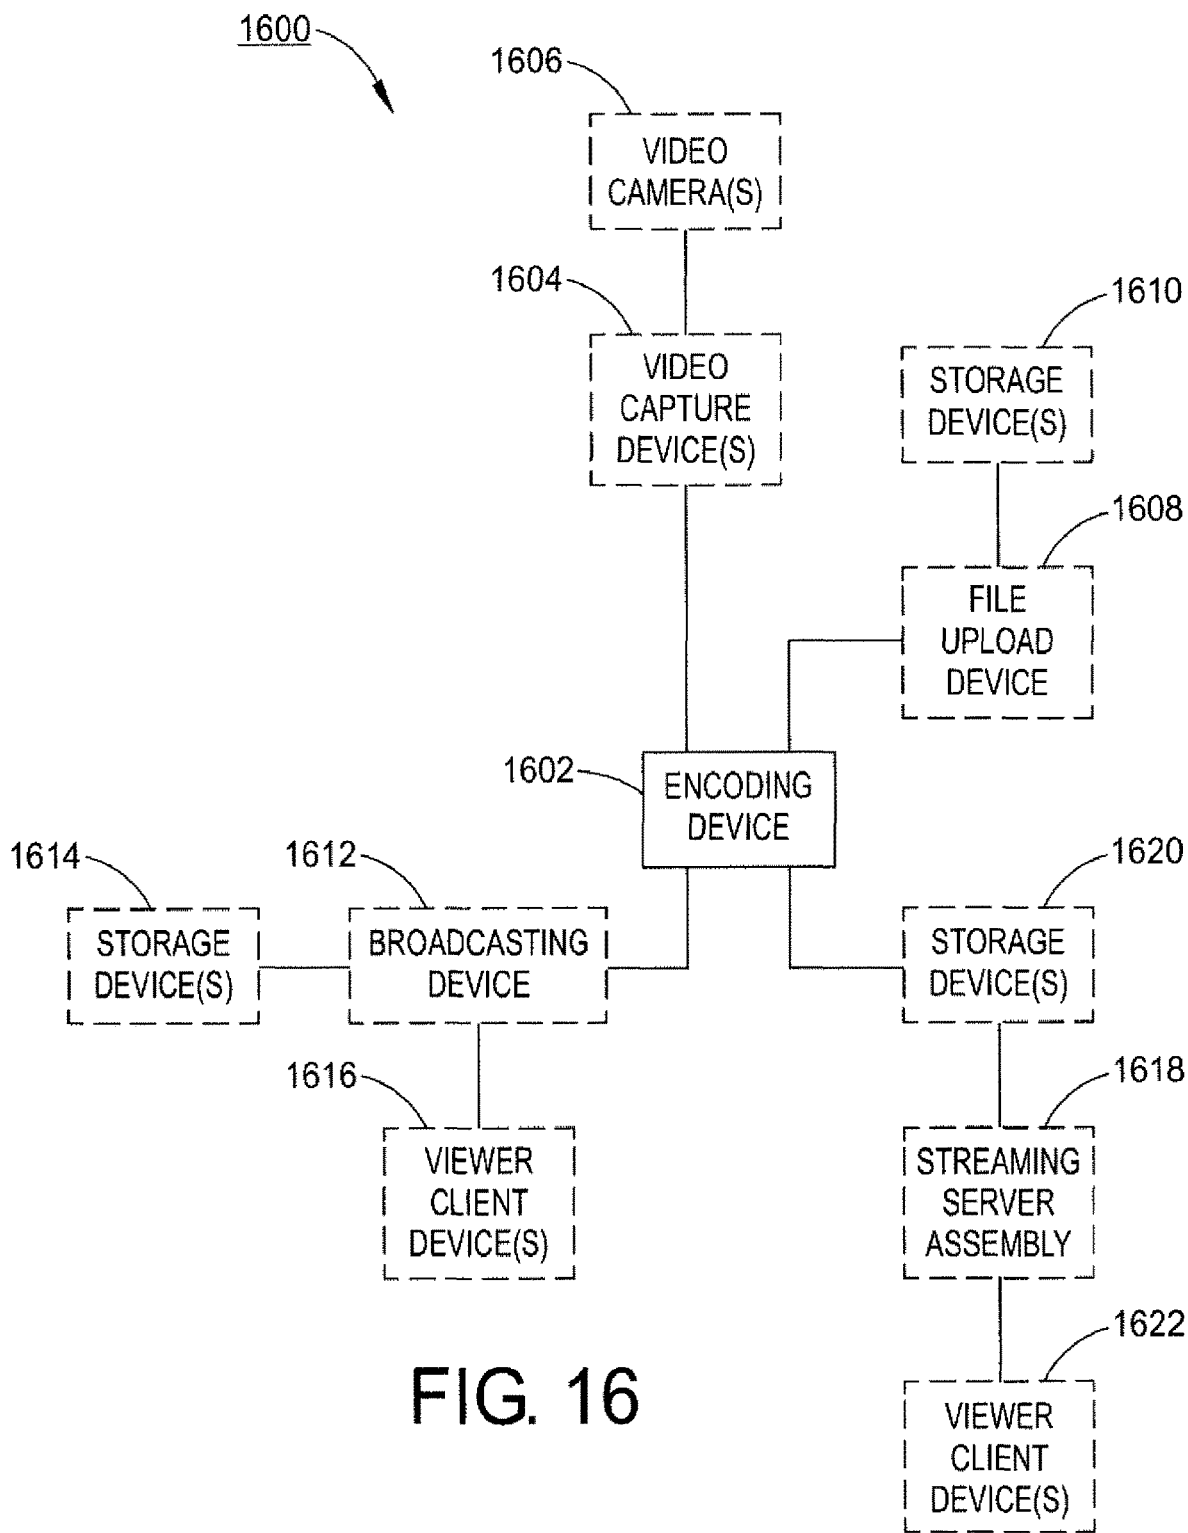 1600
1606
VIDEO
CAMERA(S)
1604
VIDEO
CAPTURE
DEVICE(S)
1610
STORAGE
DEVICE(S)
1608
FILE
UPLOAD
DEVICE
1602
ENCODING
DEVICE
1614
STORAGE
DEVICE(S)
1612
BROADCASTING
DEVICE
1620
STORAGE
DEVICE(S)
1616
VIEWER
CLIENT
DEVICE(S)
1618
STREAMING
SERVER
ASSEMBLY
1622
VIEWER
CLIENT
DEVICE(S)
FIG. 16